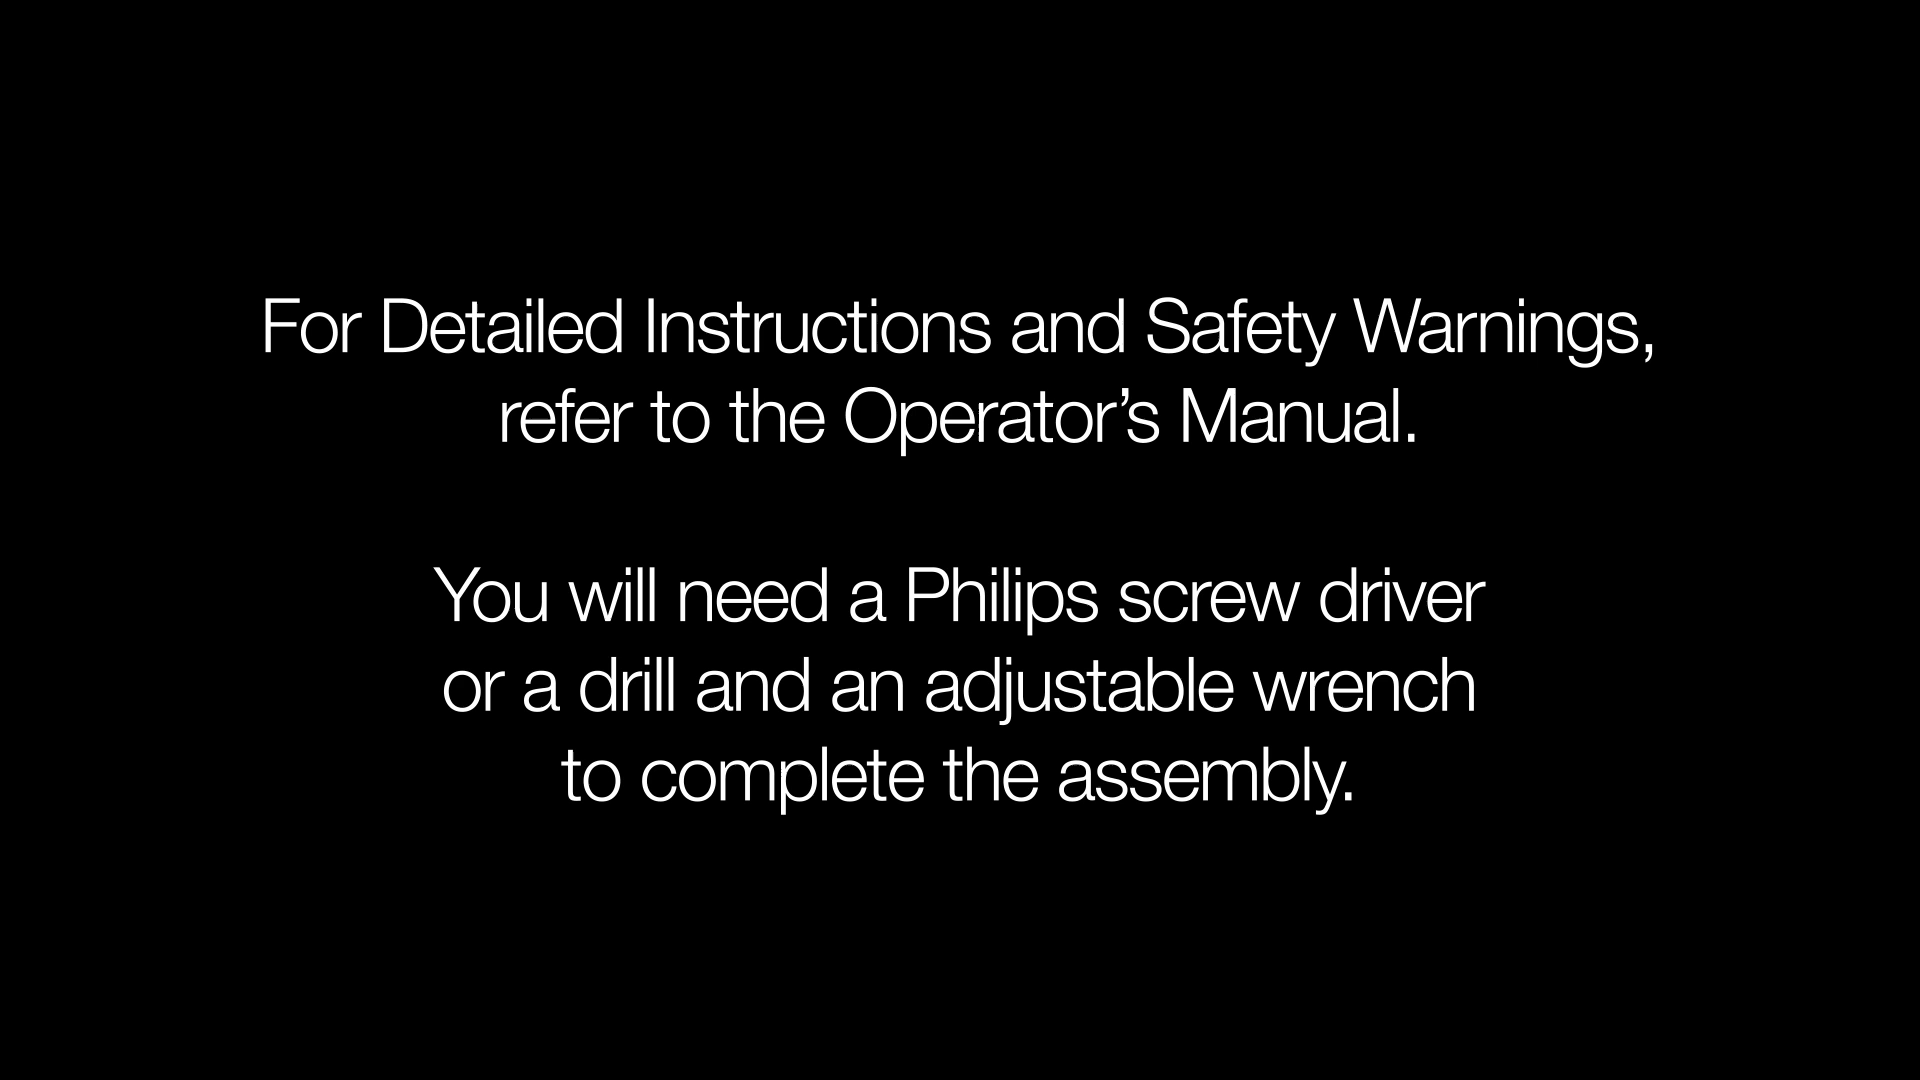 For Detailed Instructions and Safety Warnings,
refer to the Operator’s Manual.
You will need a Philips screw driver
or a drill and an adjustable wrench
to complete the assembly.